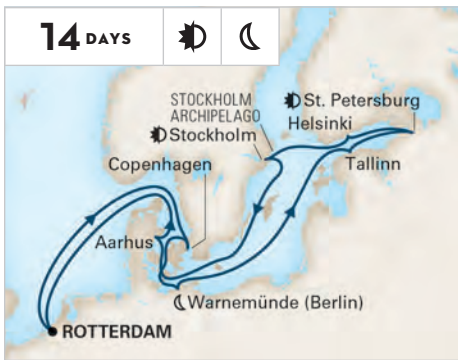 14 DAYS
STOCKHOLM
ARCHIPELAGO
St. Petersburg
Stockholm
Helsinki
Copenhagen
Tallinn
Aarhus
Warnemünde (Berlin)
ROTTERDAM